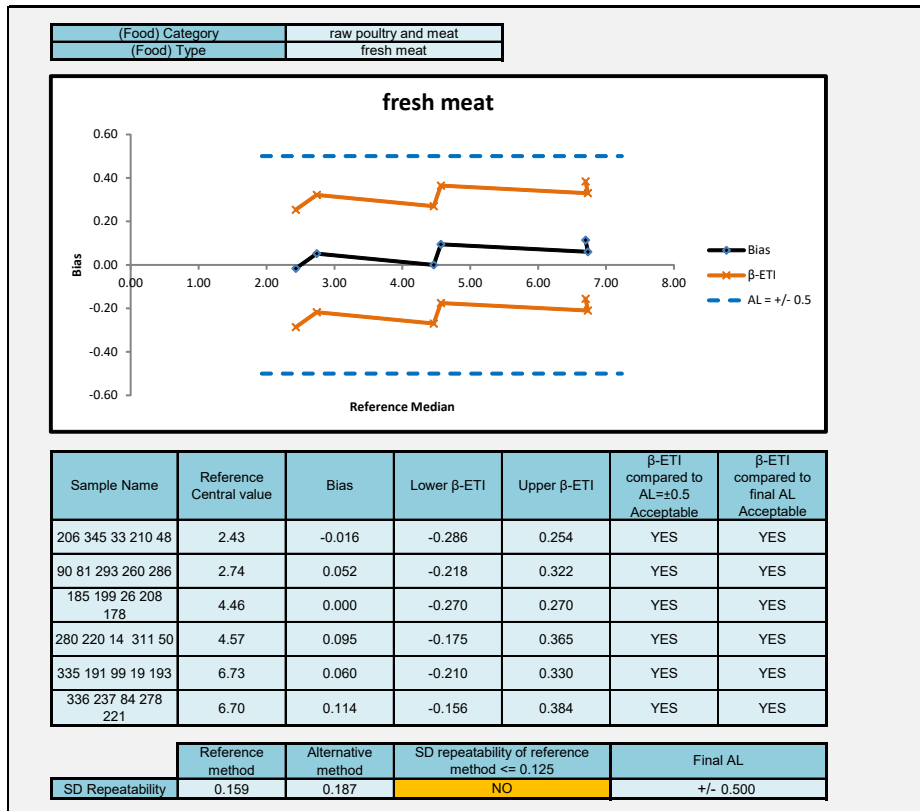 (Food) Category raw poultry and meat
(Food) Type fresh meat
fresh meat
0.60
0.40
0.20
0.00
-0.20
-0.40
-0.60
0.00 1.00 2.00 3.00 4.00 5.00 6.00 7.00 8.00
Bias
Reference Median
Bias
β-ETI
AL = +/- 0.5
Sample Name Reference Central value Bias Lower β-ETI Upper β-ETI β-ETI compared to AL=±0.5 Acceptable β-ETI compared to final AL Acceptable
206 345 33 210 48 2.43 -0.016 -0.286 0.254 YES YES
90 81 293 260 286 2.74 0.052 -0.218 0.322 YES YES
185 199 26 208 178 4.46 0.000 -0.270 0.270 YES YES
280 220 14 311 50 4.57 0.095 -0.175 0.365 YES YES
335 191 99 19 193 6.73 0.060 -0.210 0.330 YES YES
336 237 84 278 221 6.70 0.114 -0.156 0.384 YES YES
Reference method Alternative method SD repeatability of reference method <= 0.125 Final AL
SD Repeatability 0.159 0.187 NO +/- 0.500